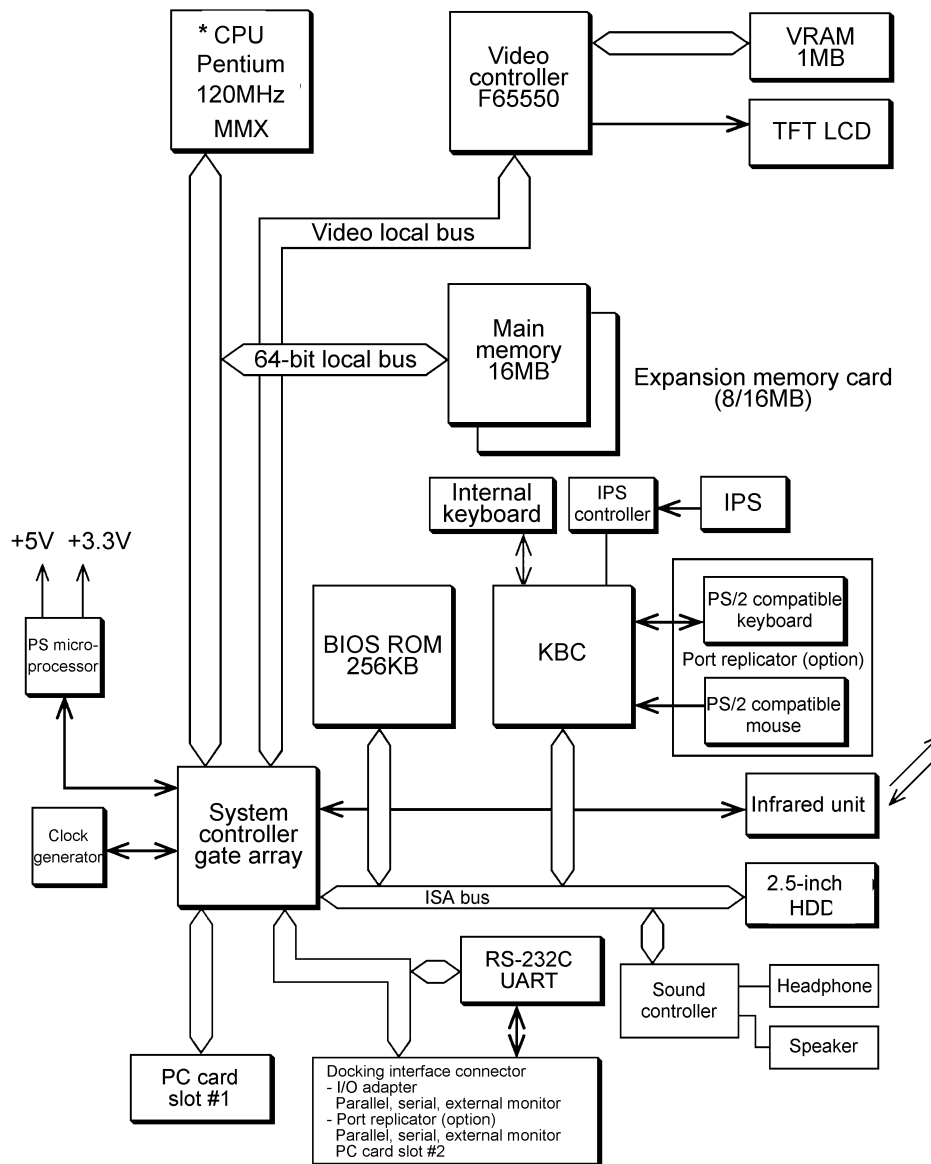 * CPU
Pentium
120MHz
MMX
Video
controller
F65550
VRAM
1MB
TFT LCD
Video local bus
Main
memory
16MB
64-bit local bus
Expansion memory card
(8/16MB)
Internal
keyboard
IPS
controller
IPS
+5V +3.3V
PS micro-
processor
BIOS ROM
256KB
KBC
PS/2 compatible
keyboard
Port replicator (option)
PS/2 compatible
mouse
System
controller
gate array
Infrared unit
Clock
generator
ISA bus
2.5-inch
HDD
RS-232C
UART
Sound
controller
Headphone
Speaker
PC card
slot #1
Docking interface connector
- I/O adapter
Parallel, serial, external monitor
- Port replicator (option)
Parallel, serial, external monitor
PC card slot #2